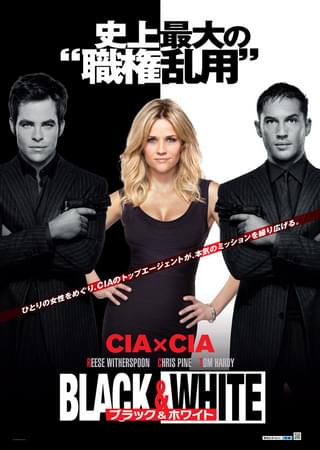 史上最大の
“職権乱用”
ひとりの女性をめぐり、CIAのトップエージェントが、本気のミッションを繰り広げる。
CIA×CIA
REESE WITHERSPOON CHRIS PINE TOM HARDY
BLACK & WHITE
ブラック&ホワイト